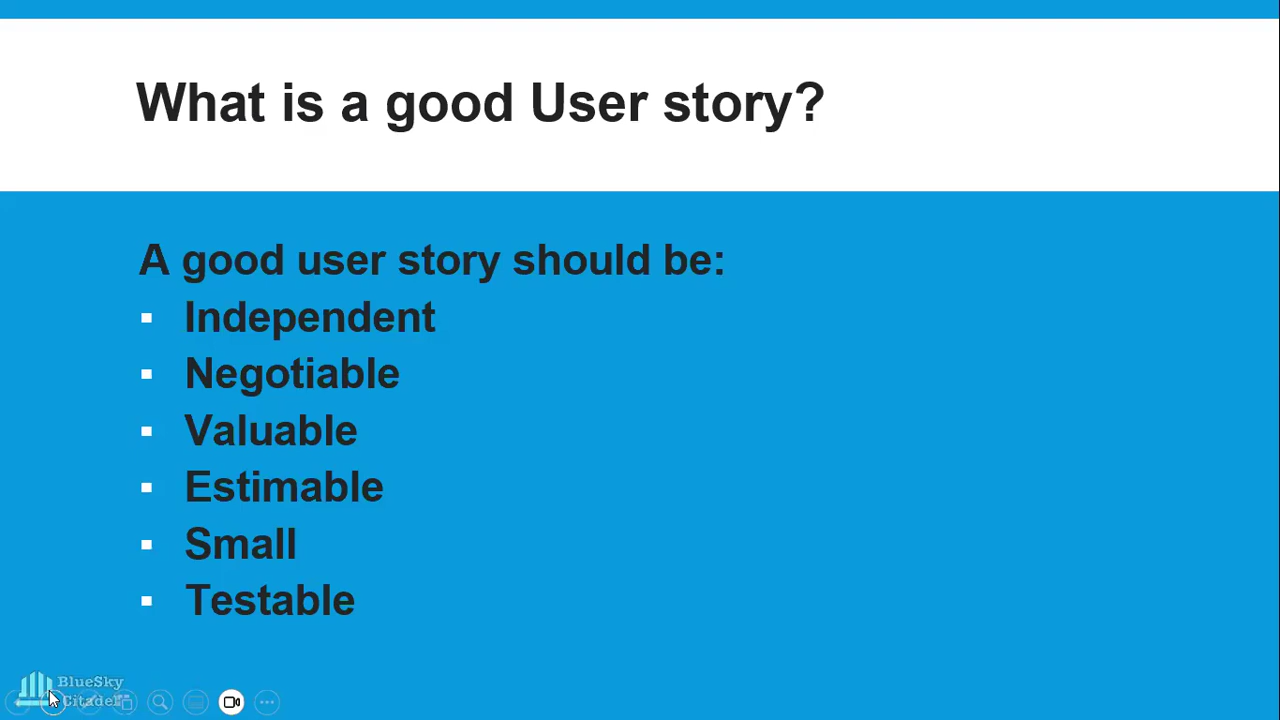 What is a good User story?
A good user story should be:
▪ Independent
▪ Negotiable
▪ Valuable
▪ Estimable
▪ Small
▪ Testable
BlueSky
Citadel